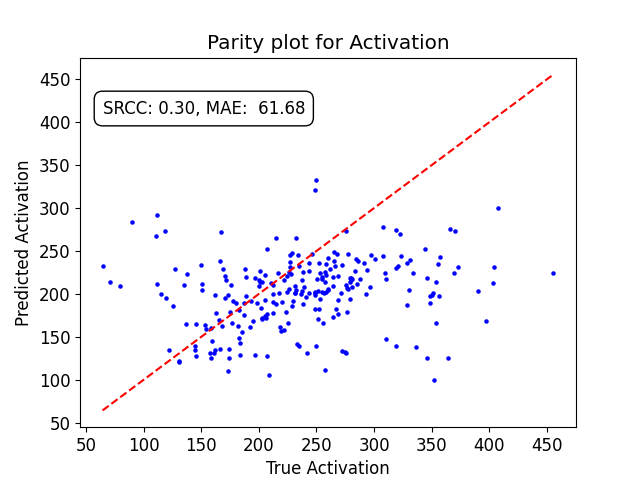 Parity plot for Activation
SRCC: 0.30, MAE:  61.68
Predicted Activation
450
400
350
300
250
200
150
100
50
50 100 150 200 250 300 350 400 450
True Activation